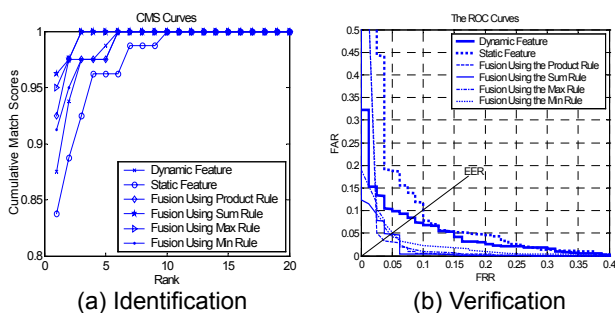 CMS Curves
1
0.95
0.9
0.85
0.8
0
5
10
15
20
Cumulative Match Scores
Rank
Dynamic Feature
Static Feature
Fusion Using Product Rule
Fusion Using Sum Rule
Fusion Using Max Rule
Fusion Using Min Rule
(a) Identification
The ROC Curves
0.5
0.45
0.4
0.35
0.3
0.25
0.2
0.15
0.1
0.05
0
0
0.05
0.1
0.15
0.2
0.25
0.3
0.35
0.4
FAR
FRR
Dynamic Feature
Static Feature
Fusion Using the Product Rule
Fusion Using the Sum Rule
Fusion Using the Max Rule
Fusion Using the Min Rule
EER
(b) Verification